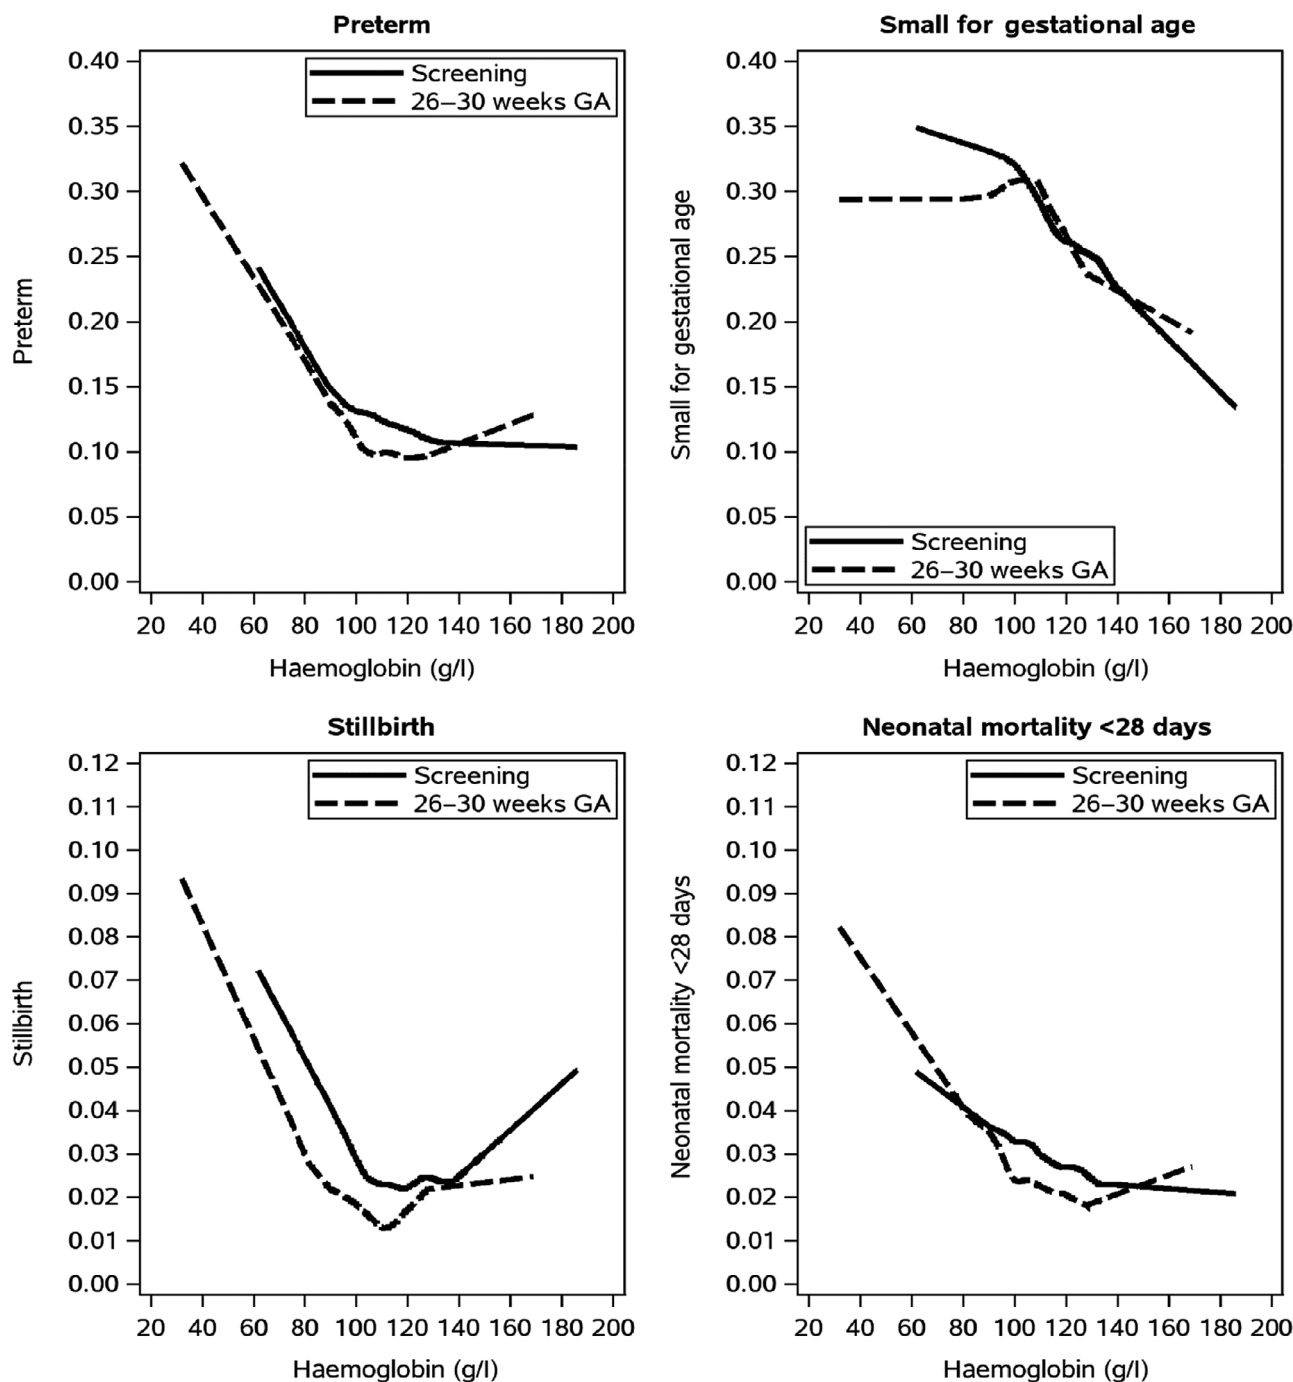 Preterm
0.40
0.35
0.30
0.25
0.20
0.15
0.10
0.05
0.00
Preterm
Screening
26–30 weeks GA
20 40 60 80 100 120 140 160 180 200
Haemoglobin (g/l)
Small for gestational age
0.40
0.35
0.30
0.25
0.20
0.15
0.10
0.05
0.00
Small for gestational age
Screening
26–30 weeks GA
20 40 60 80 100 120 140 160 180 200
Haemoglobin (g/l)
Stillbirth
0.12
0.11
0.10
0.09
0.08
0.07
0.06
0.05
0.04
0.03
0.02
0.01
0.00
Stillbirth
Screening
26–30 weeks GA
20 40 60 80 100 120 140 160 180 200
Haemoglobin (g/l)
Neonatal mortality <28 days
0.12
0.11
0.10
0.09
0.08
0.07
0.06
0.05
0.04
0.03
0.02
0.01
0.00
Neonatal mortality <28 days
Screening
26–30 weeks GA
20 40 60 80 100 120 140 160 180 200
Haemoglobin (g/l)